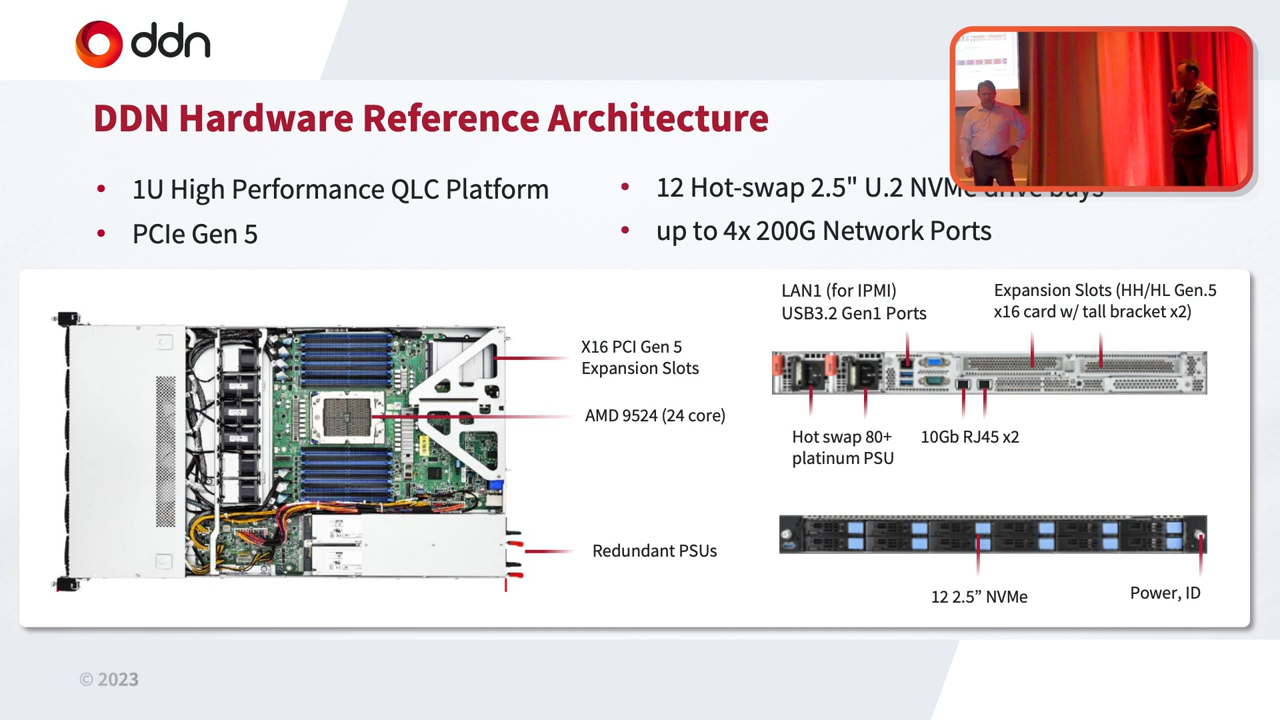 ddn
DDN Hardware Reference Architecture
• 1U High Performance QLC Platform
• PCIe Gen 5
• 12 Hot-swap 2.5" U.2 NVMe drive bays
• up to 4x 200G Network Ports
X16 PCI Gen 5
Expansion Slots
AMD 9524 (24 core)
Redundant PSUs
LAN1 (for IPMI)
USB3.2 Gen1 Ports
Expansion Slots (HH/HL Gen.5
x16 card w/ tall bracket x2)
Hot swap 80+
platinum PSU
10Gb RJ45 x2
12 2.5” NVMe
Power, ID
© 2023